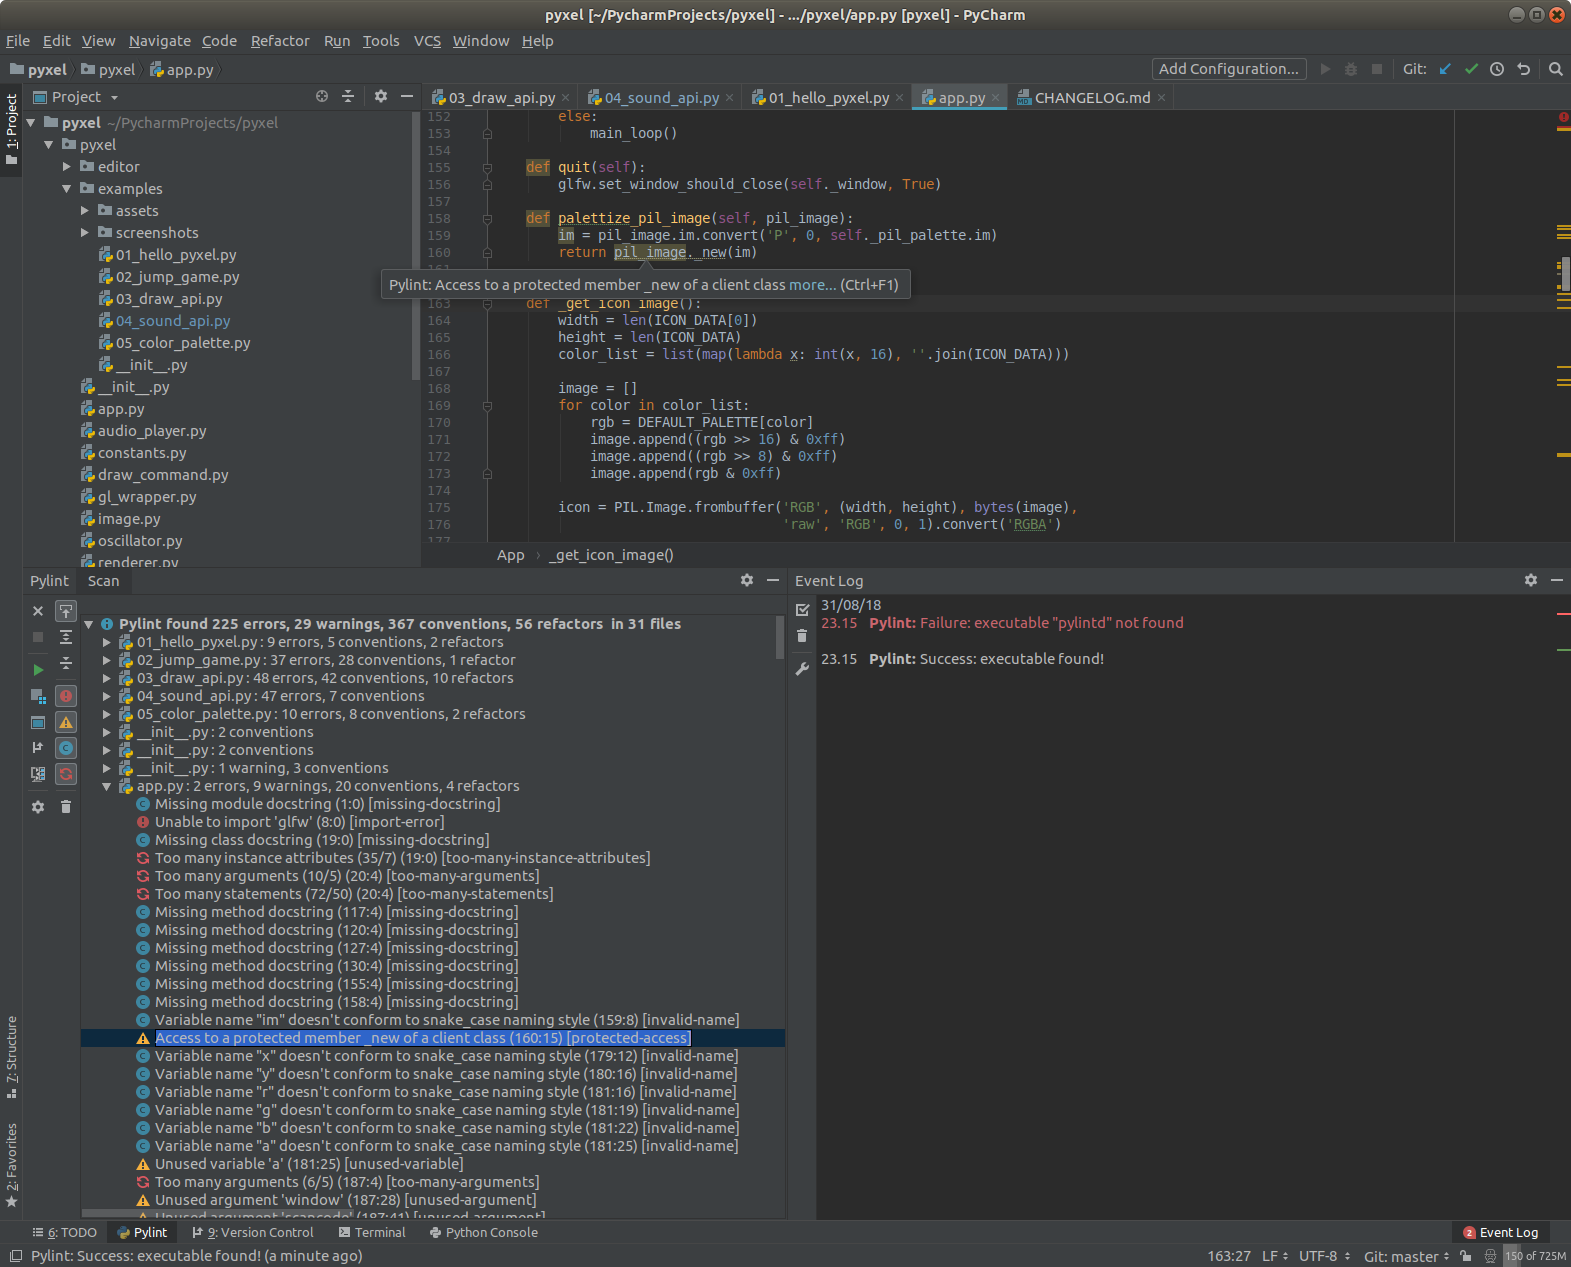 pyxel [~/PycharmProjects/pyxel] - .../pyxel/app.py [pyxel] - PyCharm
File Edit View Navigate Code Refactor Run Tools VCS Window Help
pyxel pyxel app.py
Add Configuration... Git:
1: Project
Project
03_draw_api.py 04_sound_api.py 01_hello_pyxel.py app.py CHANGELOG.md
pyxel ~/PycharmProjects/pyxel
pyxel
editor
examples
assets
screenshots
01_hello_pyxel.py
02_jump_game.py
03_draw_api.py
04_sound_api.py
05_color_palette.py
__init__.py
__init__.py
app.py
audio_player.py
constants.py
draw_command.py
gl_wrapper.py
image.py
oscillator.py
renderer.py
152 else:
153 main_loop()
154
155 def quit(self):
156 glfw.set_window_should_close(self._window, True)
157
158 def palettize_pil_image(self, pil_image):
159 im = pil_image.im.convert('P', 0, self._pil_palette.im)
160 return pil_image._new(im)
161
Pylint: Access to a protected member _new of a client class more... (Ctrl+F1)
163 def _get_icon_image():
164 width = len(ICON_DATA[0])
165 height = len(ICON_DATA)
166 color_list = list(map(lambda x: int(x, 16), ''.join(ICON_DATA)))
167
168 image = []
169 for color in color_list:
170 rgb = DEFAULT_PALETTE[color]
171 image.append((rgb >> 16) & 0xff)
172 image.append((rgb >> 8) & 0xff)
173 image.append(rgb & 0xff)
174
175 icon = PIL.Image.frombuffer('RGB', (width, height), bytes(image),
176 'raw', 'RGB', 0, 1).convert('RGBA')
177
App › _get_icon_image()
Pylint Scan
Pylint found 225 errors, 29 warnings, 367 conventions, 56 refactors in 31 files
01_hello_pyxel.py : 9 errors, 5 conventions, 2 refactors
02_jump_game.py : 37 errors, 28 conventions, 1 refactor
03_draw_api.py : 48 errors, 42 conventions, 10 refactors
04_sound_api.py : 47 errors, 7 conventions
05_color_palette.py : 10 errors, 8 conventions, 2 refactors
__init__.py : 2 conventions
__init__.py : 2 conventions
__init__.py : 1 warning, 3 conventions
app.py : 2 errors, 9 warnings, 20 conventions, 4 refactors
Missing module docstring (1:0) [missing-docstring]
Unable to import 'glfw' (8:0) [import-error]
Missing class docstring (19:0) [missing-docstring]
Too many instance attributes (35/7) (19:0) [too-many-instance-attributes]
Too many arguments (10/5) (20:4) [too-many-arguments]
Too many statements (72/50) (20:4) [too-many-statements]
Missing method docstring (117:4) [missing-docstring]
Missing method docstring (120:4) [missing-docstring]
Missing method docstring (127:4) [missing-docstring]
Missing method docstring (130:4) [missing-docstring]
Missing method docstring (155:4) [missing-docstring]
Missing method docstring (158:4) [missing-docstring]
Variable name "im" doesn't conform to snake_case naming style (159:8) [invalid-name]
Access to a protected member _new of a client class (160:15) [protected-access]
Variable name "x" doesn't conform to snake_case naming style (179:12) [invalid-name]
Variable name "y" doesn't conform to snake_case naming style (180:16) [invalid-name]
Variable name "r" doesn't conform to snake_case naming style (181:16) [invalid-name]
Variable name "g" doesn't conform to snake_case naming style (181:19) [invalid-name]
Variable name "b" doesn't conform to snake_case naming style (181:22) [invalid-name]
Variable name "a" doesn't conform to snake_case naming style (181:25) [invalid-name]
Unused variable 'a' (181:25) [unused-variable]
Too many arguments (6/5) (187:4) [too-many-arguments]
Unused argument 'window' (187:28) [unused-argument]
Unused argument 'scancode' (187:41) [unused-argument]
Event Log
31/08/18
23.15 Pylint: Failure: executable "pylintd" not found
23.15 Pylint: Success: executable found!
7: Structure
2: Favorites
6: TODO Pylint 9: Version Control Terminal Python Console 2 Event Log
Pylint: Success: executable found! (a minute ago) 163:27 LF UTF-8 Git: master 150 of 725M